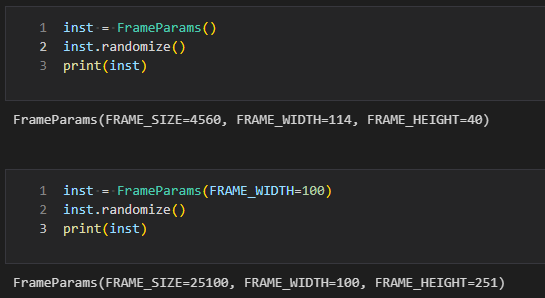 1 inst = FrameParams()
2 inst.randomize()
3 print(inst)
FrameParams(FRAME_SIZE=4560, FRAME_WIDTH=114, FRAME_HEIGHT=40)
1 inst = FrameParams(FRAME_WIDTH=100)
2 inst.randomize()
3 print(inst)
FrameParams(FRAME_SIZE=25100, FRAME_WIDTH=100, FRAME_HEIGHT=251)